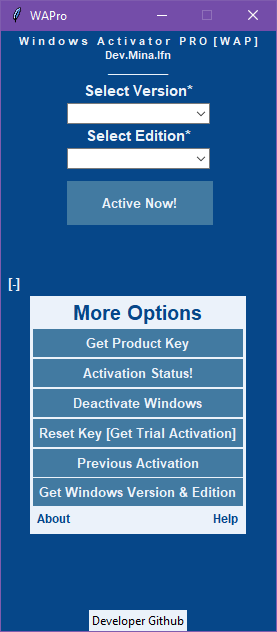 WAPro
Windows Activator PRO [WAP]
Dev.Mina.Ifn
Select Version*
Select Edition*
Active Now!
[-]
More Options
Get Product Key
Activation Status!
Deactivate Windows
Reset Key [Get Trial Activation]
Previous Activation
Get Windows Version & Edition
About Help
Developer Github